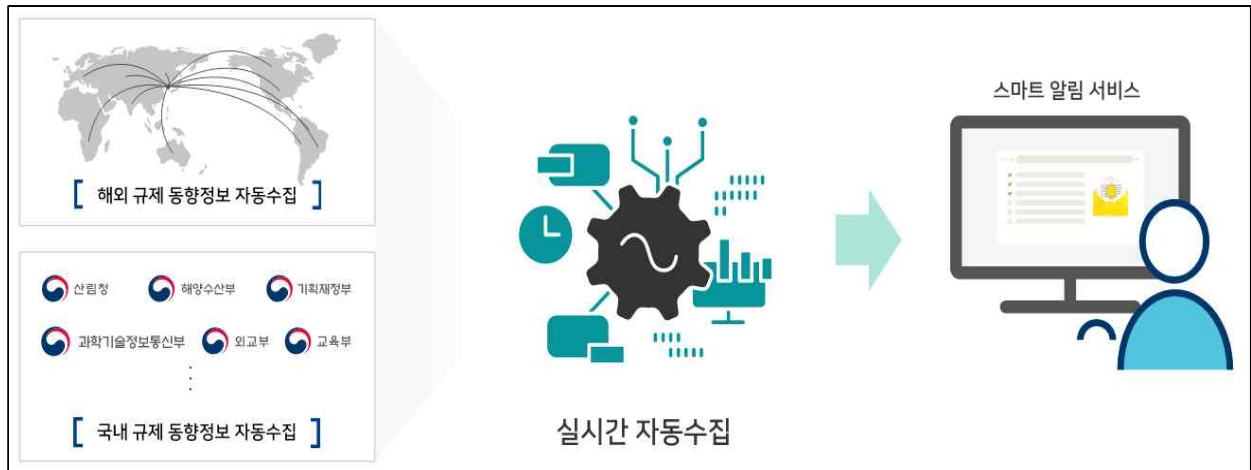 [ 해외 규제 동향정보 자동수집 ]
산림청 해양수산부 기획재정부
과학기술정보통신부 외교부 교육부
[ 국내 규제 동향정보 자동수집 ]
실시간 자동수집
스마트 알림 서비스